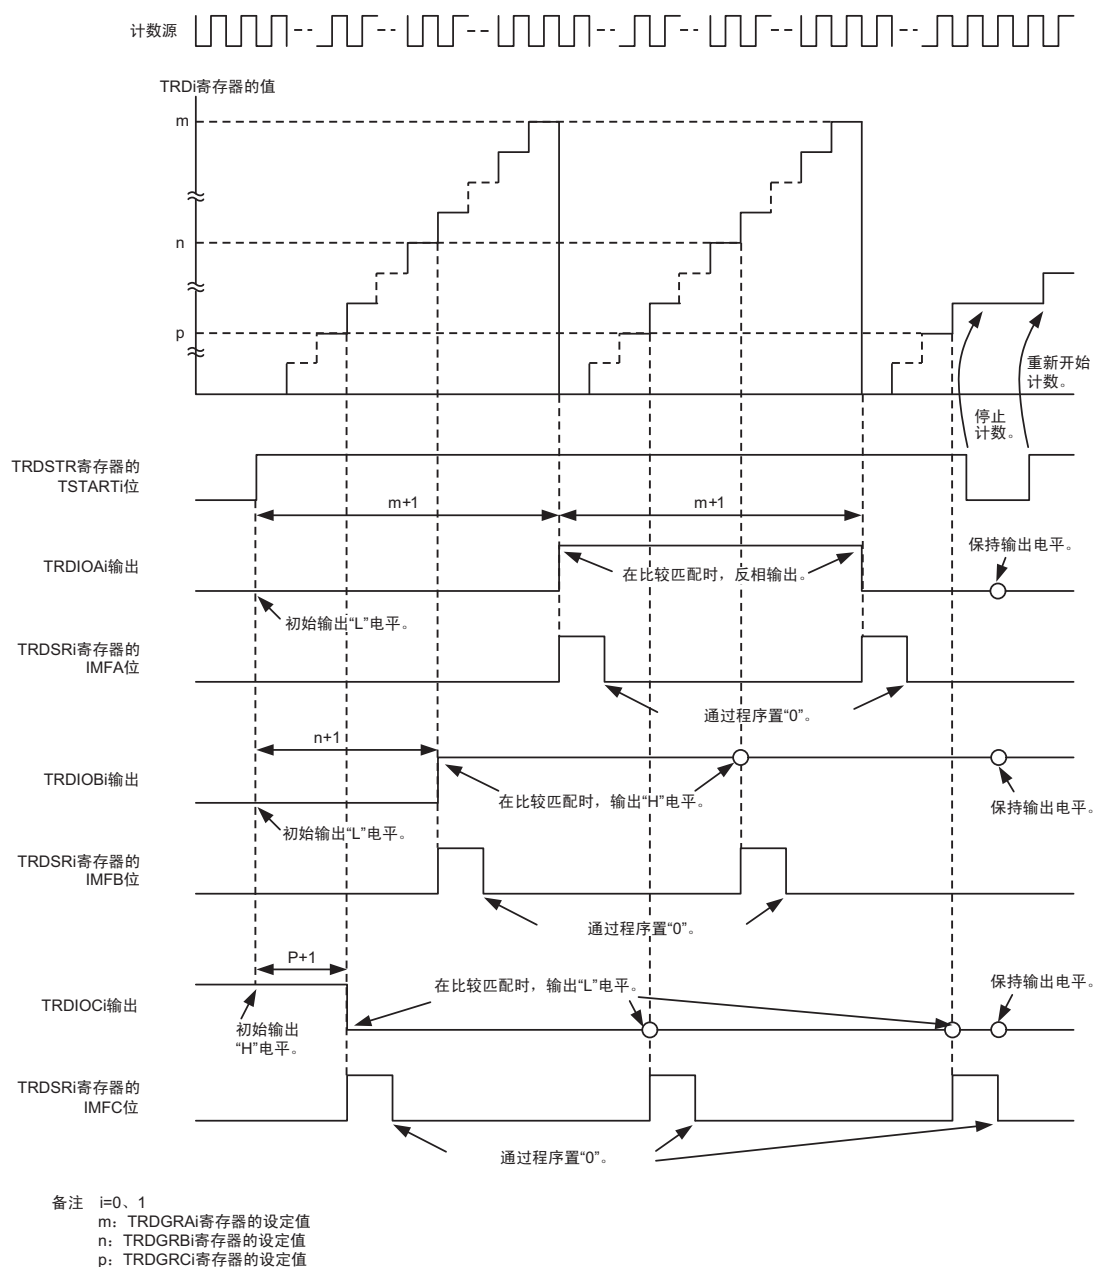 计数源
TRDi寄存器的值
m
n
p
重新开始
计数。
停止
计数。
TRDSTR寄存器的
TSTARTi位
m+1
m+1
保持输出电平。
TRDIOAi输出
在比较匹配时，反相输出。
初始输出“L”电平。
TRDSRi寄存器的
IMFA位
通过程序置“0”。
n+1
TRDIOBi输出
在比较匹配时，输出“H”电平。
保持输出电平。
初始输出“L”电平。
TRDSRi寄存器的
IMFB位
通过程序置“0”。
P+1
在比较匹配时，输出“L”电平。
保持输出电平。
TRDIOCi输出
初始输出
“H”电平。
TRDSRi寄存器的
IMFC位
通过程序置“0”。
备注 i=0、1
m：TRDGRAi寄存器的设定值
n：TRDGRBi寄存器的设定值
p：TRDGRCi寄存器的设定值